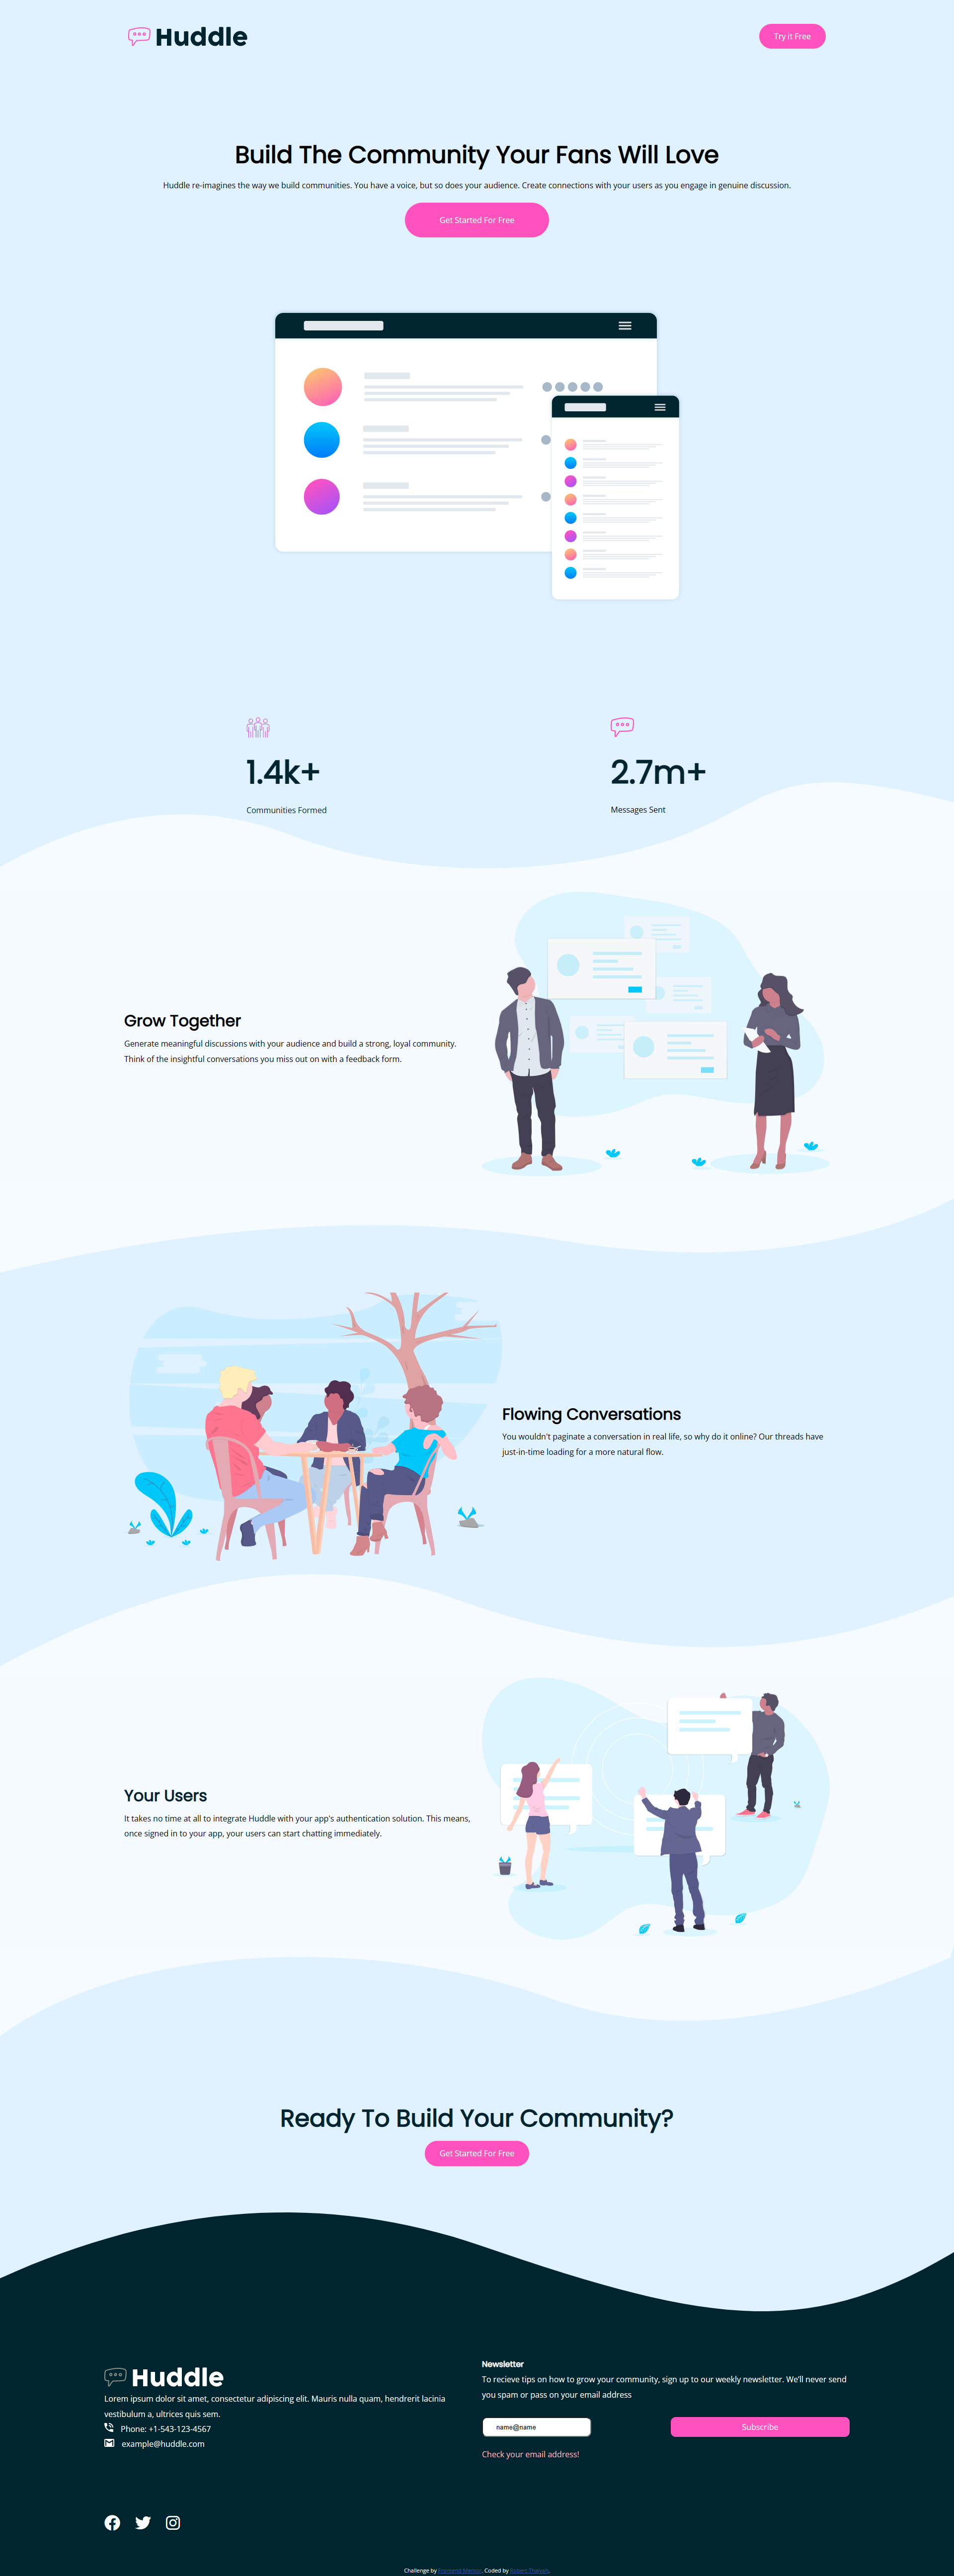 Huddle
Try it Free
Build The Community Your Fans Will Love
Huddle re-imagines the way we build communities. You have a voice, but so does your audience. Create connections with your users as you engage in genuine discussion.
Get Started For Free
1.4k+
Communities Formed
2.7m+
Messages Sent
Grow Together
Generate meaningful discussions with your audience and build a strong, loyal community.
Think of the insightful conversations you miss out on with a feedback form.
Flowing Conversations
You wouldn't paginate a conversation in real life, so why do it online? Our threads have
just-in-time loading for a more natural flow.
Your Users
It takes no time at all to integrate Huddle with your app's authentication solution. This means,
once signed in to your app, your users can start chatting immediately.
Ready To Build Your Community?
Get Started For Free
Huddle
Lorem ipsum dolor sit amet, consectetur adipiscing elit. Mauris nulla quam, hendrerit lacinia
vestibulum a, ultrices quis sem.
Phone: +1-543-123-4567
example@huddle.com
Newsletter
To recieve tips on how to grow your community, sign up to our weekly newsletter. We'll never send
you spam or pass on your email address
name@name
Subscribe
Check your email address!
Challenge by Frontend Mentor. Coded by